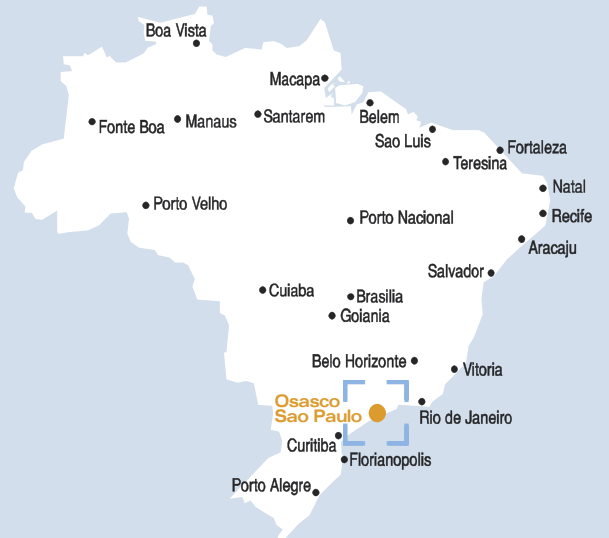 Boa Vista
Macapa
Belem
Santarem
Manaus
Fonte Boa
Sao Luis
Fortaleza
Teresina
Natal
Porto Velho
Porto Nacional
Recife
Aracaju
Salvador
Cuiaba
Brasilia
Goiania
Belo Horizonte
Vitoria
Osasco
Sao Paulo
Rio de Janeiro
Curitiba
Florianopolis
Porto Alegre